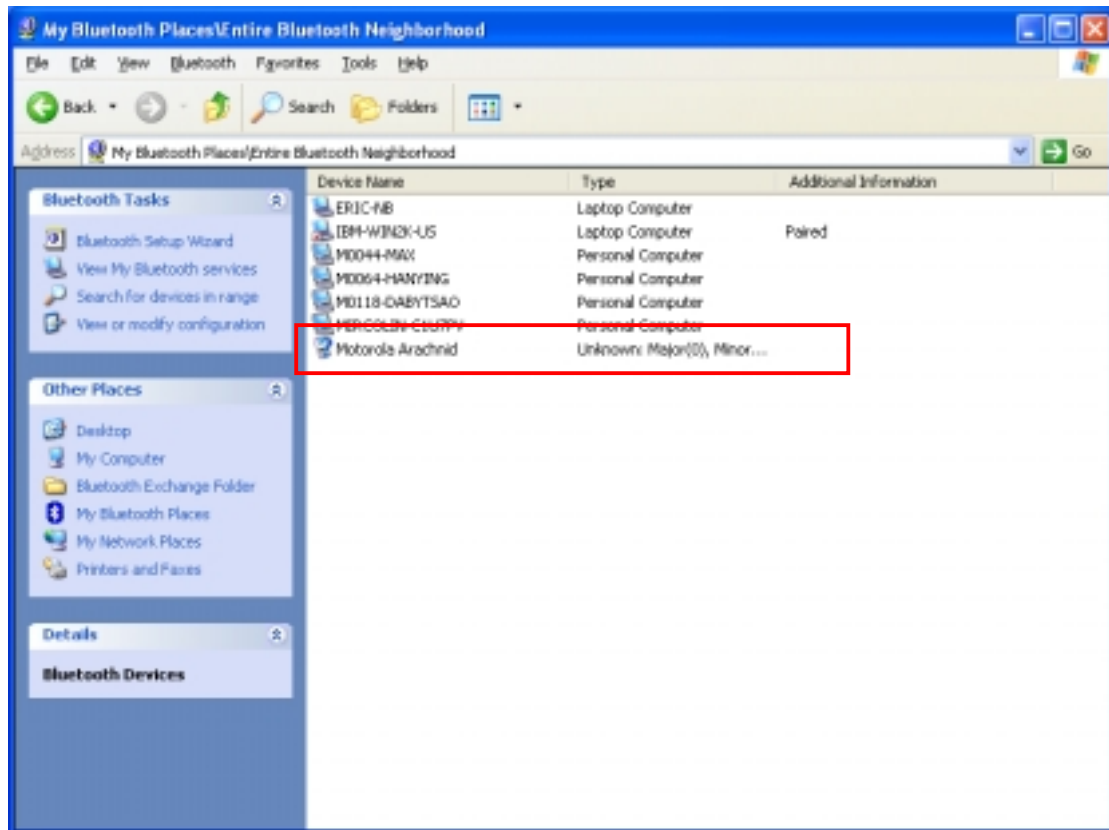 My Bluetooth Places\Entire Bluetooth Neighborhood
File Edit View Bluetooth Favorites Tools Help
Back Search Folders
Address My Bluetooth Places\Entire Bluetooth Neighborhood Go
Bluetooth Tasks
Bluetooth Setup Wizard
View My Bluetooth services
Search for devices in range
View or modify configuration
Other Places
Desktop
My Computer
Bluetooth Exchange Folder
My Bluetooth Places
My Network Places
Printers and Faxes
Details
Bluetooth Devices
Device Name Type Additional Information
ERIC-NB Laptop Computer
IBM-WIN2K-US Laptop Computer Paired
M0044-MAX Personal Computer
M0064-HANYING Personal Computer
M0118-DABYTSAO Personal Computer
Personal Computer
Motorola Arachnid Unknown: Major(0), Minor....